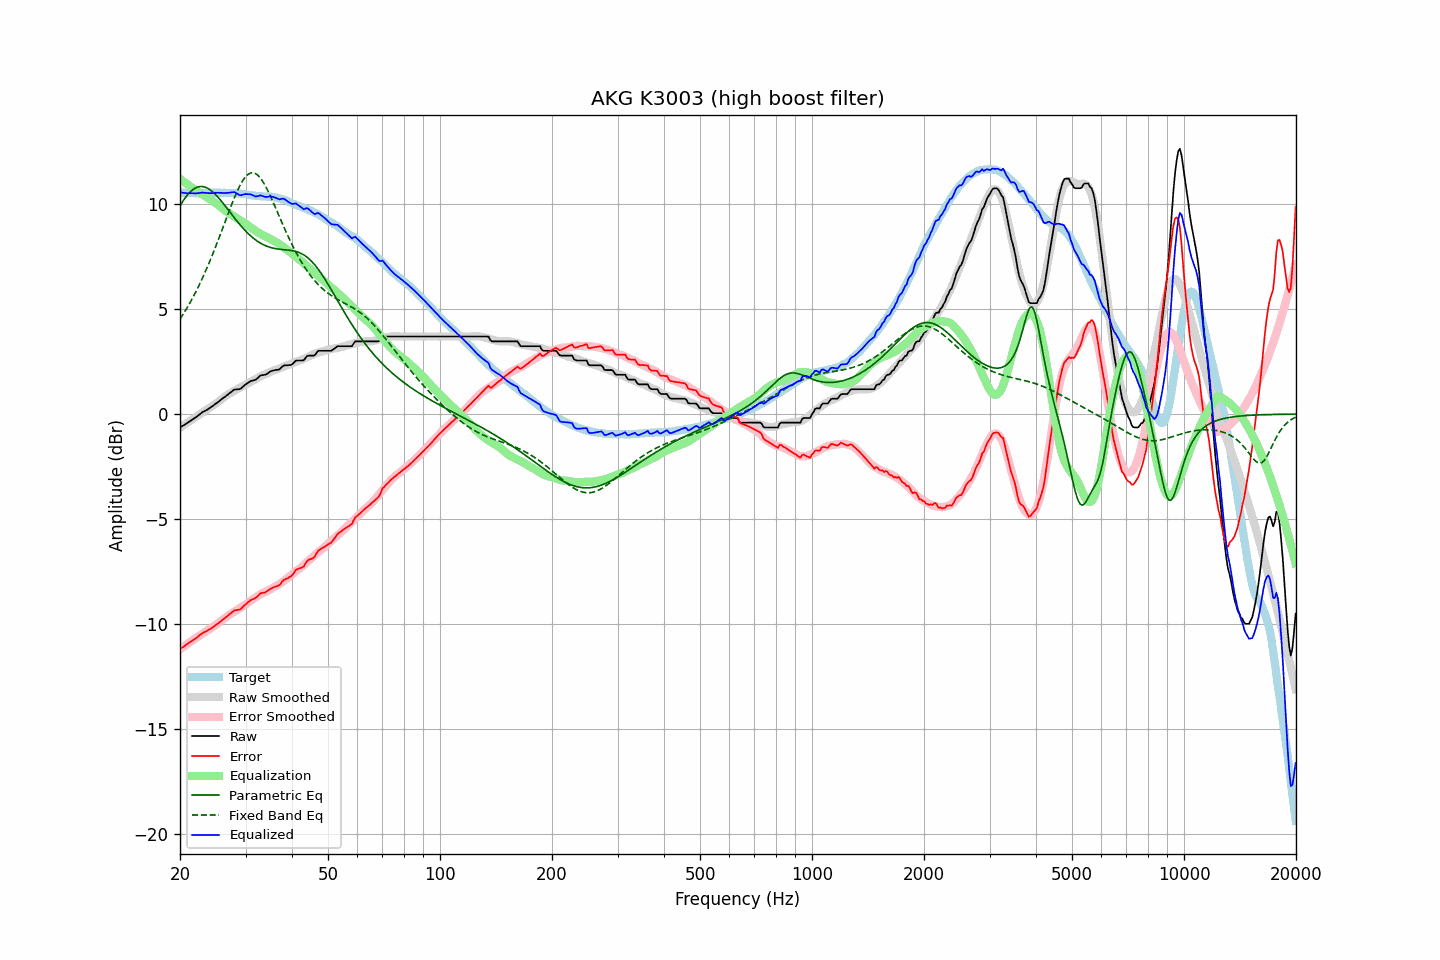 AKG K3003 (high boost filter)
Amplitude (dBr)
10
5
0
−5
−10
−15
−20
Target
Raw Smoothed
Error Smoothed
Raw
Error
Equalization
Parametric Eq
Fixed Band Eq
Equalized
20 50 100 200 500 1000 2000 5000 10000 20000
Frequency (Hz)